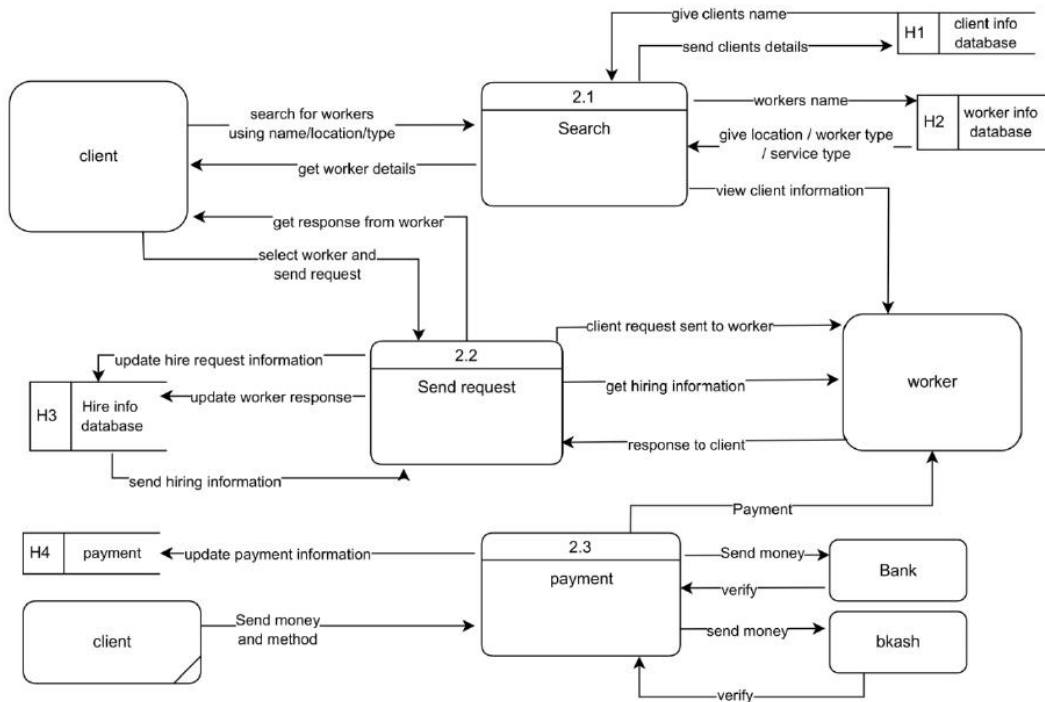 give clients name
H1
client info
database
send clients details
2.1
Search
search for workers
using name/location/type
client
get worker details
workers name
H2
worker info
database
give location / worker type
/ service type
view client information
get response from worker
select worker and
send request
client request sent to worker
2.2
Send request
update hire request information
get hiring information
worker
update worker response
H3
Hire info
database
response to client
send hiring information
Payment
H4
payment
update payment information
2.3
payment
Send money
Bank
verify
client
Send money
and method
send money
bkash
verify